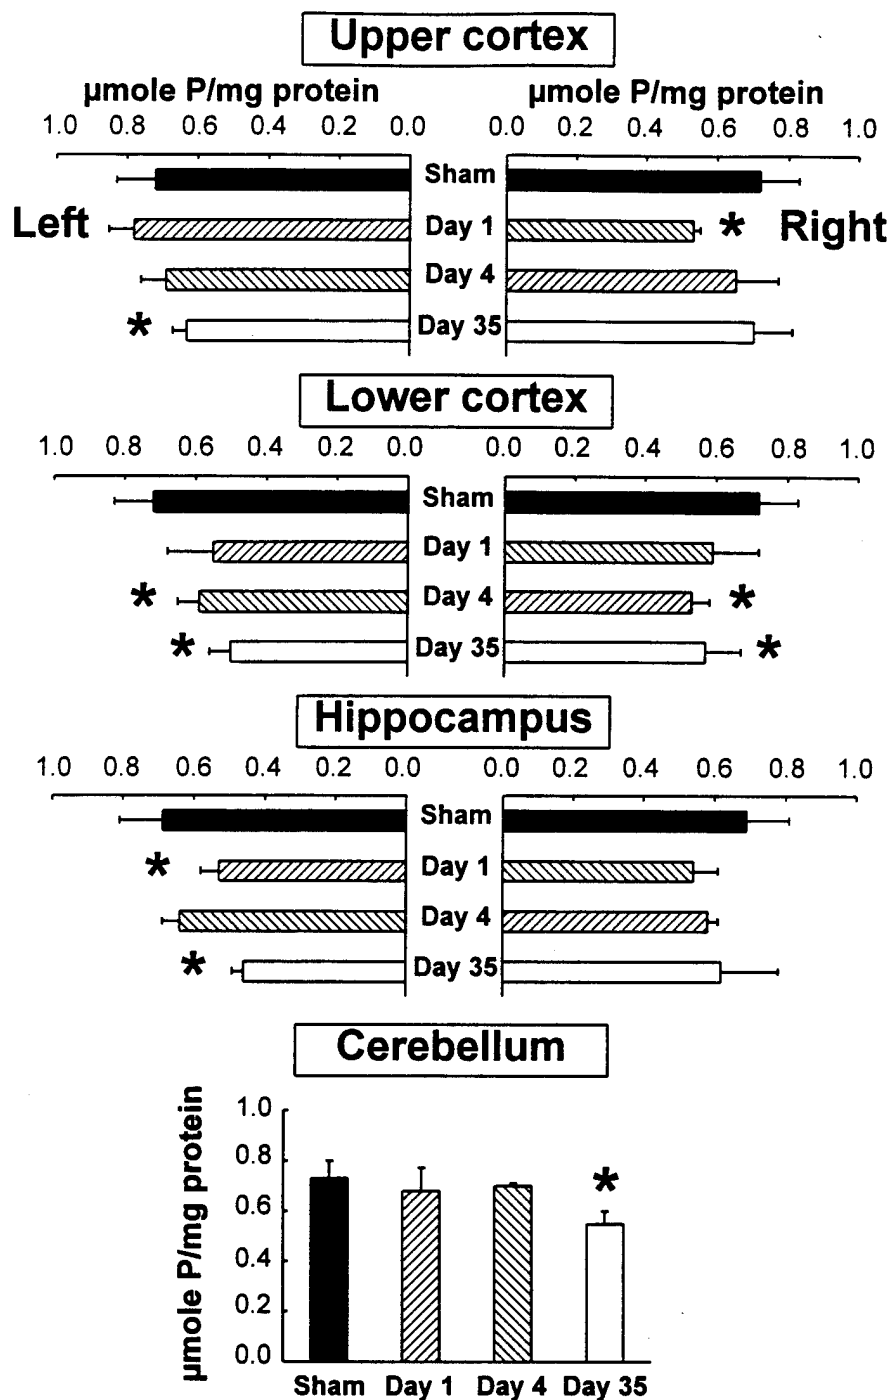 Upper cortex
µmole P/mg protein µmole P/mg protein
1.0 0.8 0.6 0.4 0.2 0.0 0.0 0.2 0.4 0.6 0.8 1.0
Sham
Left Day 1 * Right
Day 4
* Day 35
Lower cortex
1.0 0.8 0.6 0.4 0.2 0.0 0.0 0.2 0.4 0.6 0.8 1.0
Sham
Day 1
* Day 4 *
* Day 35 *
Hippocampus
1.0 0.8 0.6 0.4 0.2 0.0 0.0 0.2 0.4 0.6 0.8 1.0
Sham
* Day 1
Day 4
* Day 35
Cerebellum
µmole P/mg protein
1.0
0.8
*
0.6
0.4
0.2
0.0
Sham Day 1 Day 4 Day 35